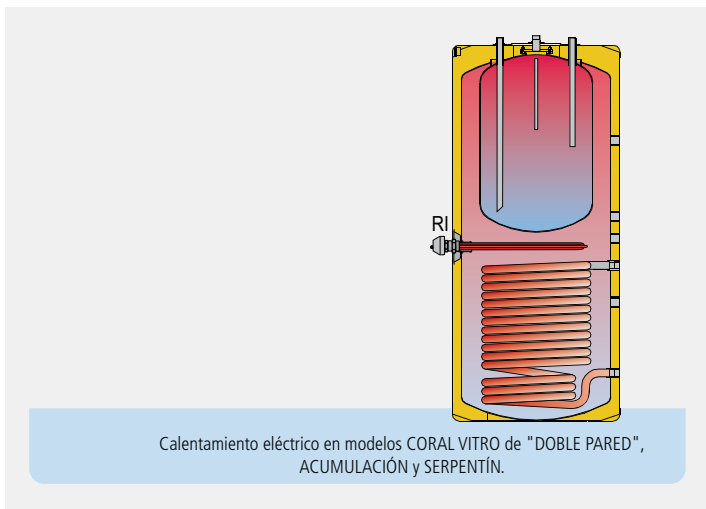 RI
Calentamiento eléctrico en modelos CORAL VITRO de "DOBLE PARED",
ACUMULACIÓN y SERPENTÍN.